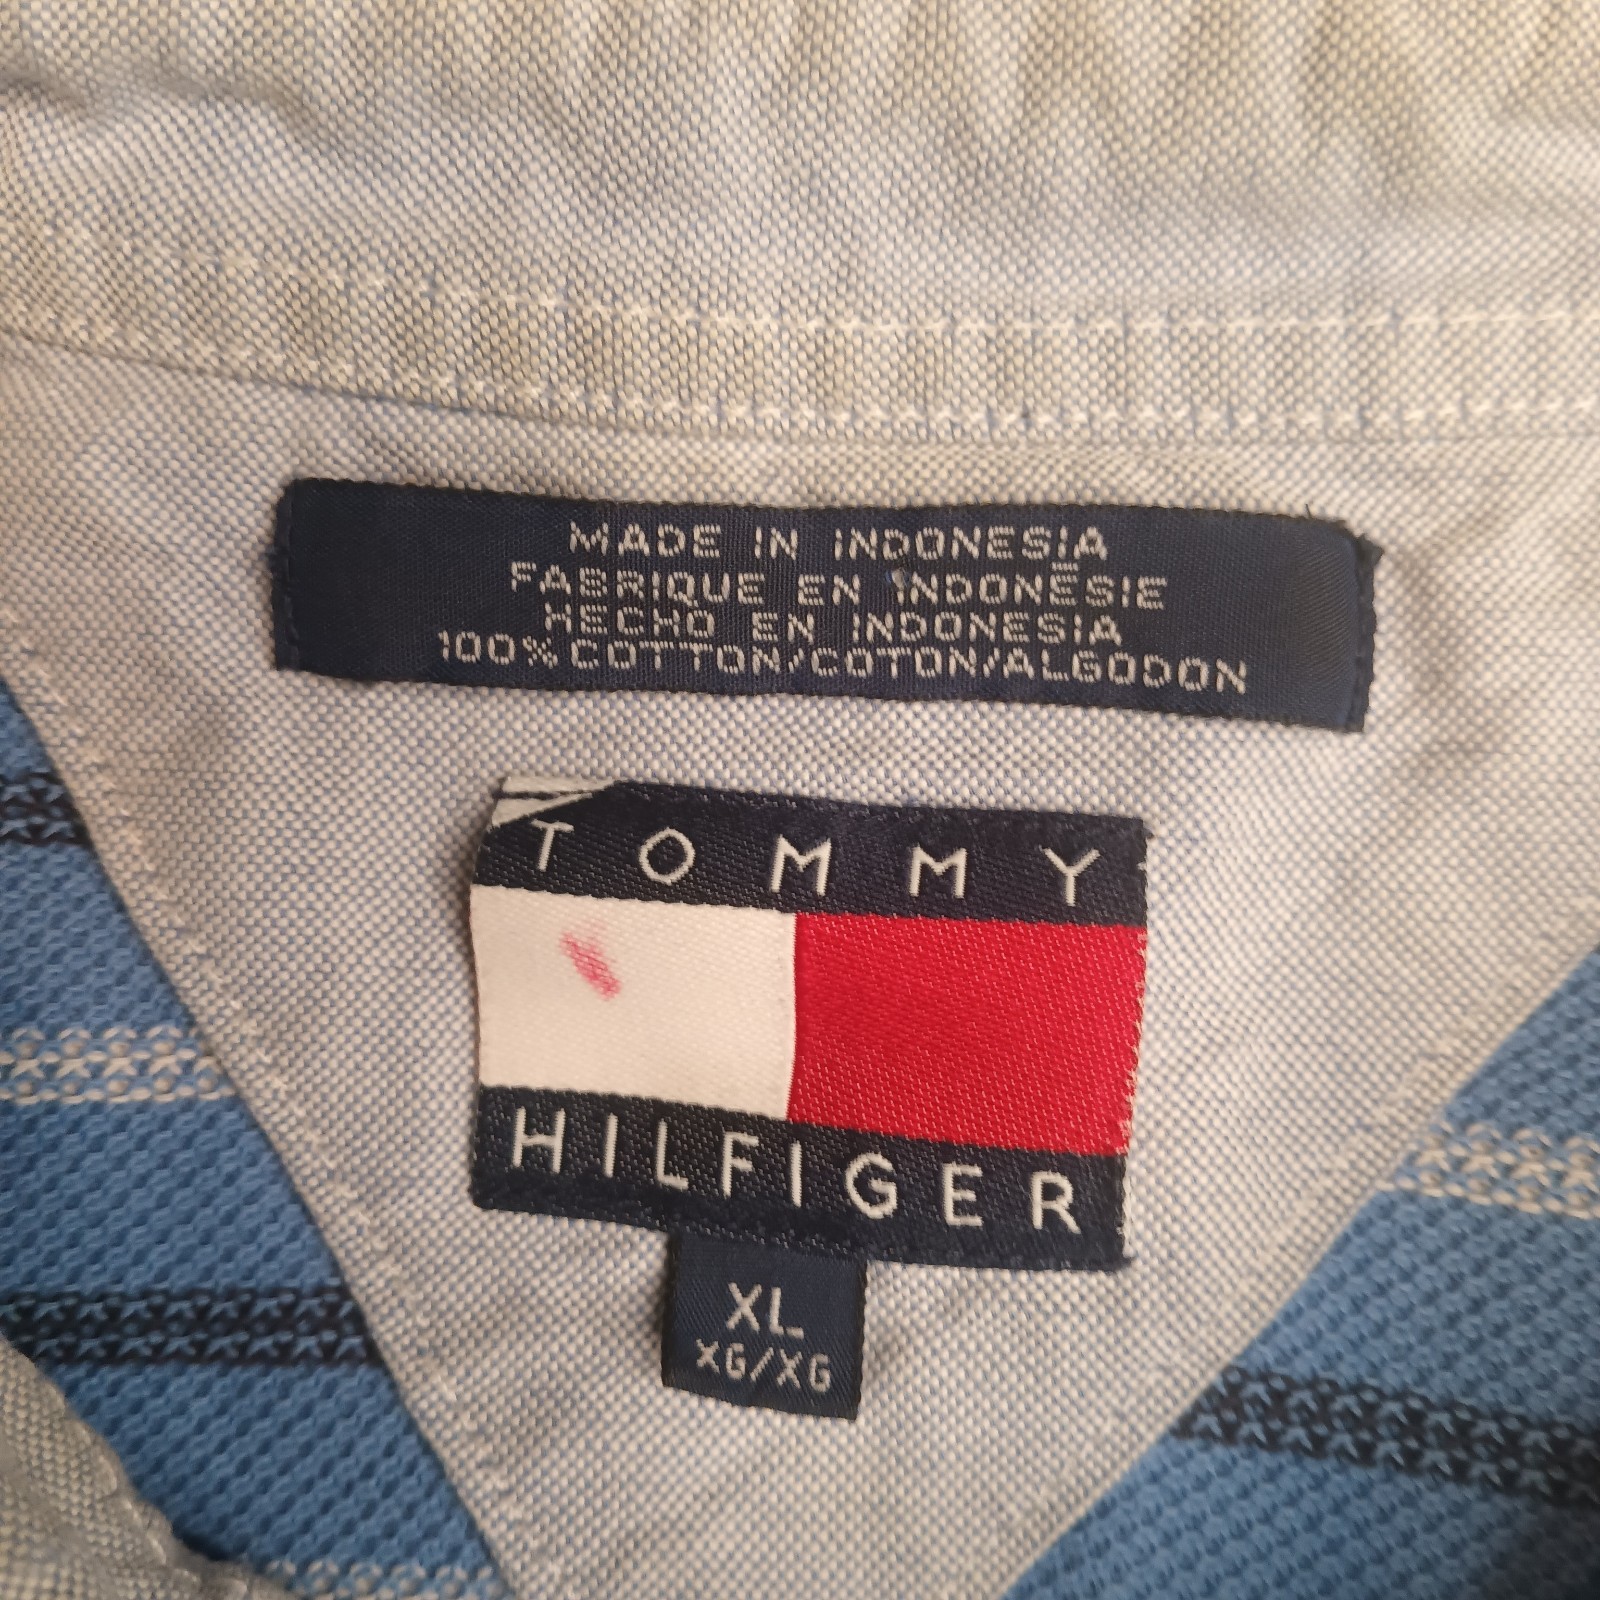 MADE IN INDONESIA
FABRIQUE EN INDONÉSIE
HECHO EN INDONESIA
100% COTTON/COTON/ALGODON
TOMMY
HILFIGER
XL
XG/XG